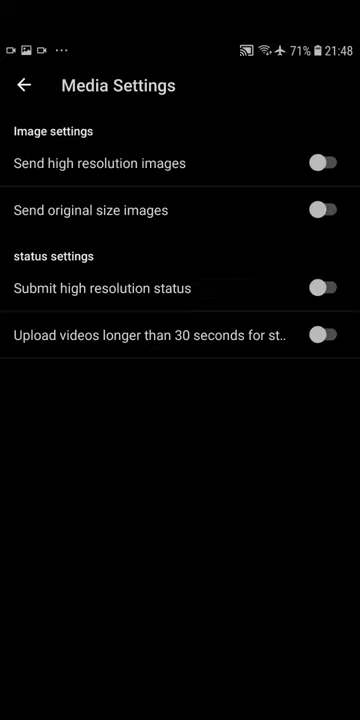 71% 21:48
Media Settings
Image settings
Send high resolution images
Send original size images
status settings
Submit high resolution status
Upload videos longer than 30 seconds for st..